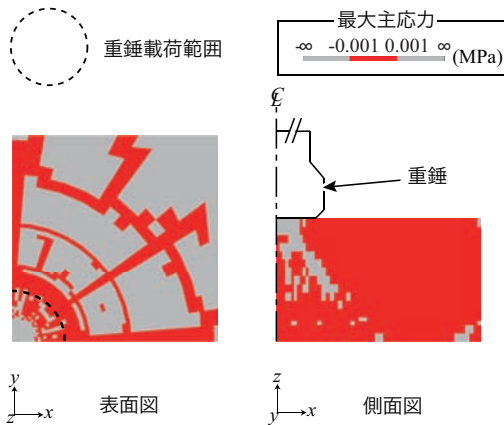 重錘載荷範囲
最大主応力
-∞ -0.001 0.001 ∞ (MPa)
℄
重錘
y
z x
表面図
z
y x
側面図